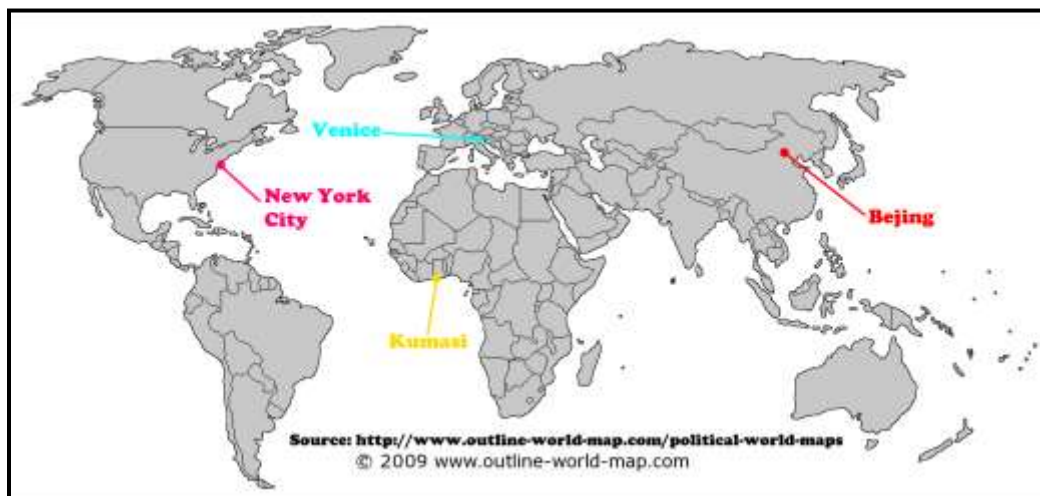 Venice
New York
City
Bejing
Kumasi
Source: http://www.outline-world-map.com/political-world-maps
© 2009 www.outline-world-map.com